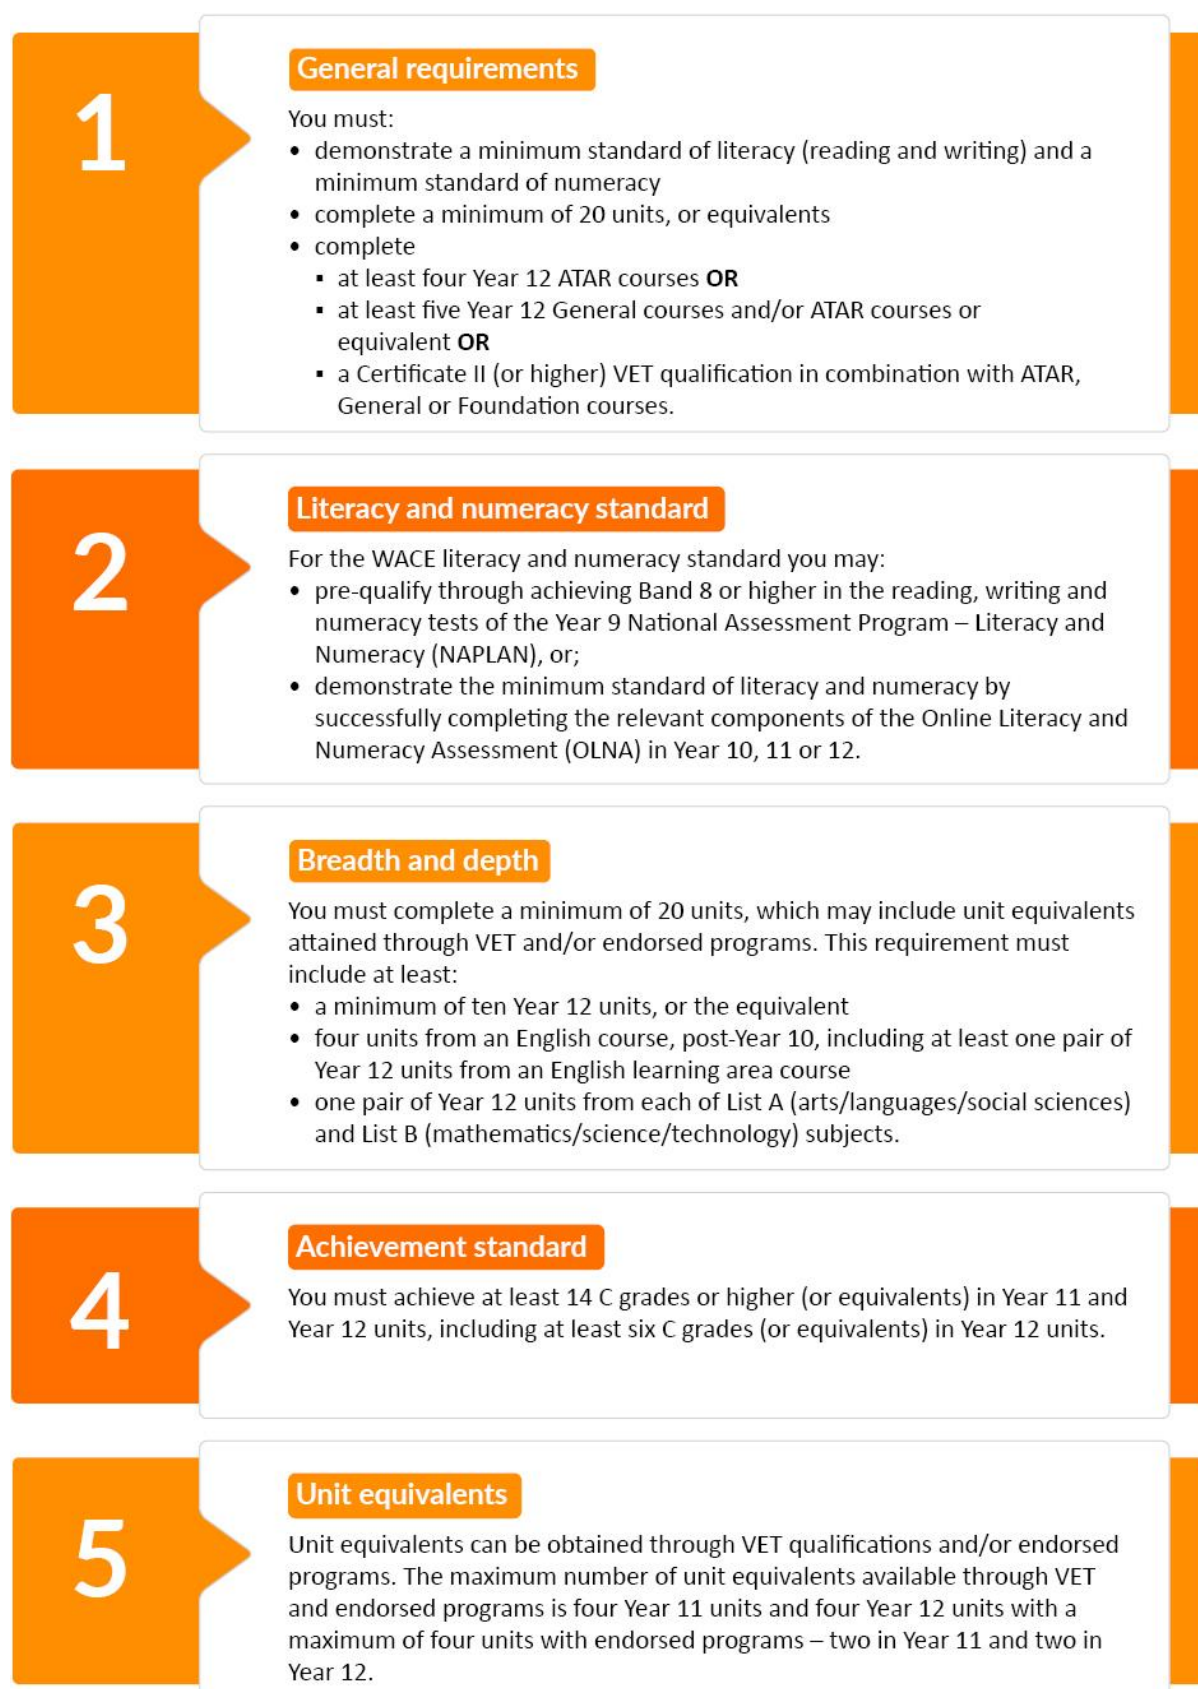 1
General requirements
You must:
• demonstrate a minimum standard of literacy (reading and writing) and a
minimum standard of numeracy
• complete a minimum of 20 units, or equivalents
• complete
▪ at least four Year 12 ATAR courses OR
▪ at least five Year 12 General courses and/or ATAR courses or
equivalent OR
▪ a Certificate II (or higher) VET qualification in combination with ATAR,
General or Foundation courses.
2
Literacy and numeracy standard
For the WACE literacy and numeracy standard you may:
• pre-qualify through achieving Band 8 or higher in the reading, writing and
numeracy tests of the Year 9 National Assessment Program – Literacy and
Numeracy (NAPLAN), or;
• demonstrate the minimum standard of literacy and numeracy by
successfully completing the relevant components of the Online Literacy and
Numeracy Assessment (OLNA) in Year 10, 11 or 12.
3
Breadth and depth
You must complete a minimum of 20 units, which may include unit equivalents
attained through VET and/or endorsed programs. This requirement must
include at least:
• a minimum of ten Year 12 units, or the equivalent
• four units from an English course, post-Year 10, including at least one pair of
Year 12 units from an English learning area course
• one pair of Year 12 units from each of List A (arts/languages/social sciences)
and List B (mathematics/science/technology) subjects.
4
Achievement standard
You must achieve at least 14 C grades or higher (or equivalents) in Year 11 and
Year 12 units, including at least six C grades (or equivalents) in Year 12 units.
5
Unit equivalents
Unit equivalents can be obtained through VET qualifications and/or endorsed
programs. The maximum number of unit equivalents available through VET
and endorsed programs is four Year 11 units and four Year 12 units with a
maximum of four units with endorsed programs – two in Year 11 and two in
Year 12.